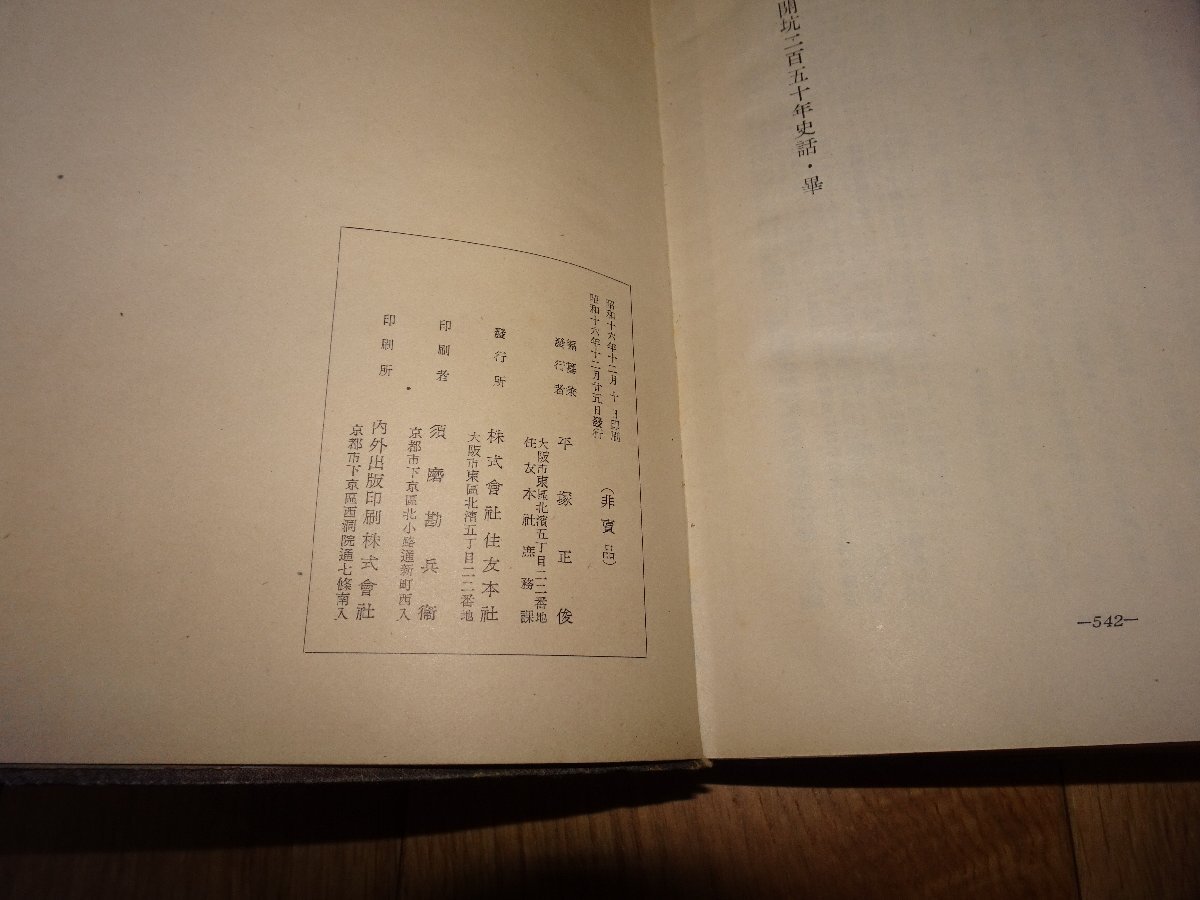 開坑二百五十年史話・畢
—542—
昭和十六年十二月 十 日印刷
昭和十六年十二月廿五日發行
（非賣品）
編纂兼
發行者
平塚正俊
大阪市東區北濱五丁目二二番地
住友本社庶務課
發行所
株式會社住友本社
大阪市東區北濱五丁目二二番地
印刷者
須磨勘兵衞
京都市下京區北小路通新町西入
印刷所
內外出版印刷株式會社
京都市下京區西洞院通七條南入